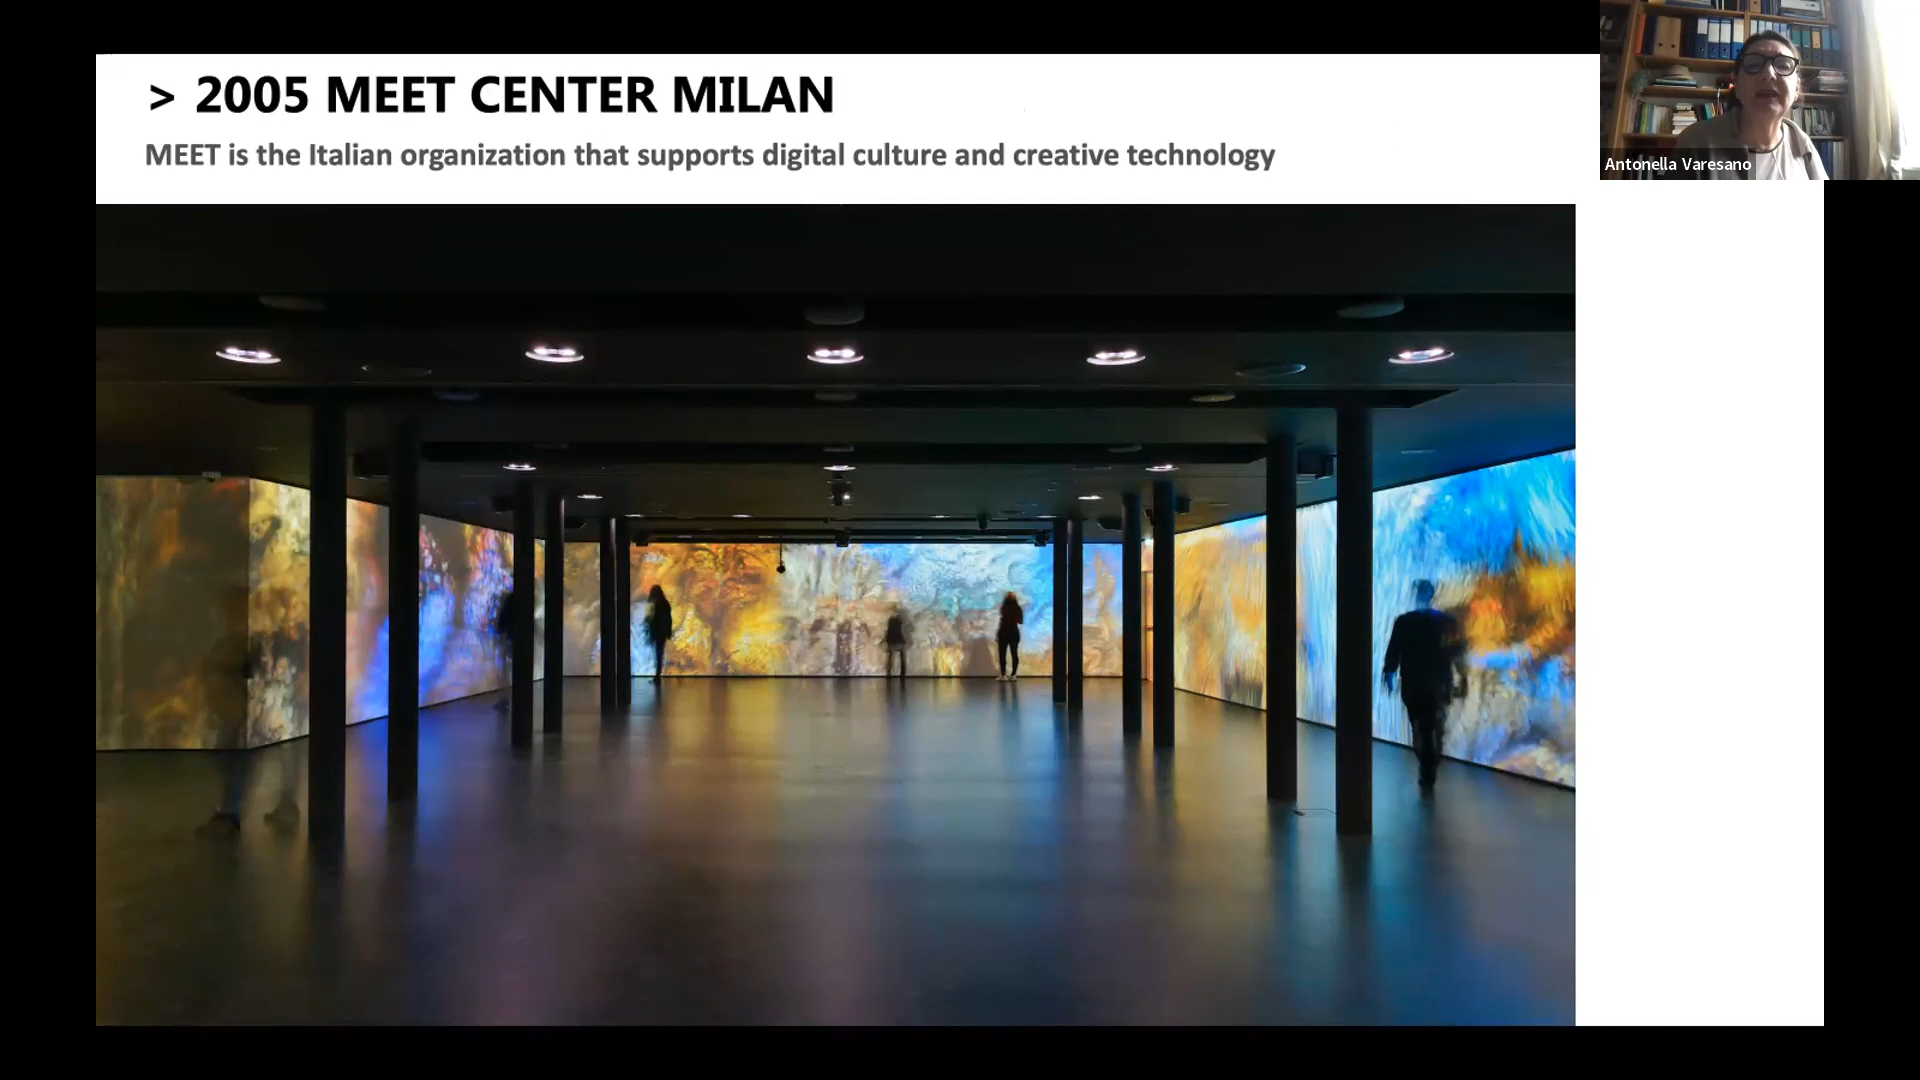 > 2005 MEET CENTER MILAN
MEET is the Italian organization that supports digital culture and creative technology
Antonella Varesano